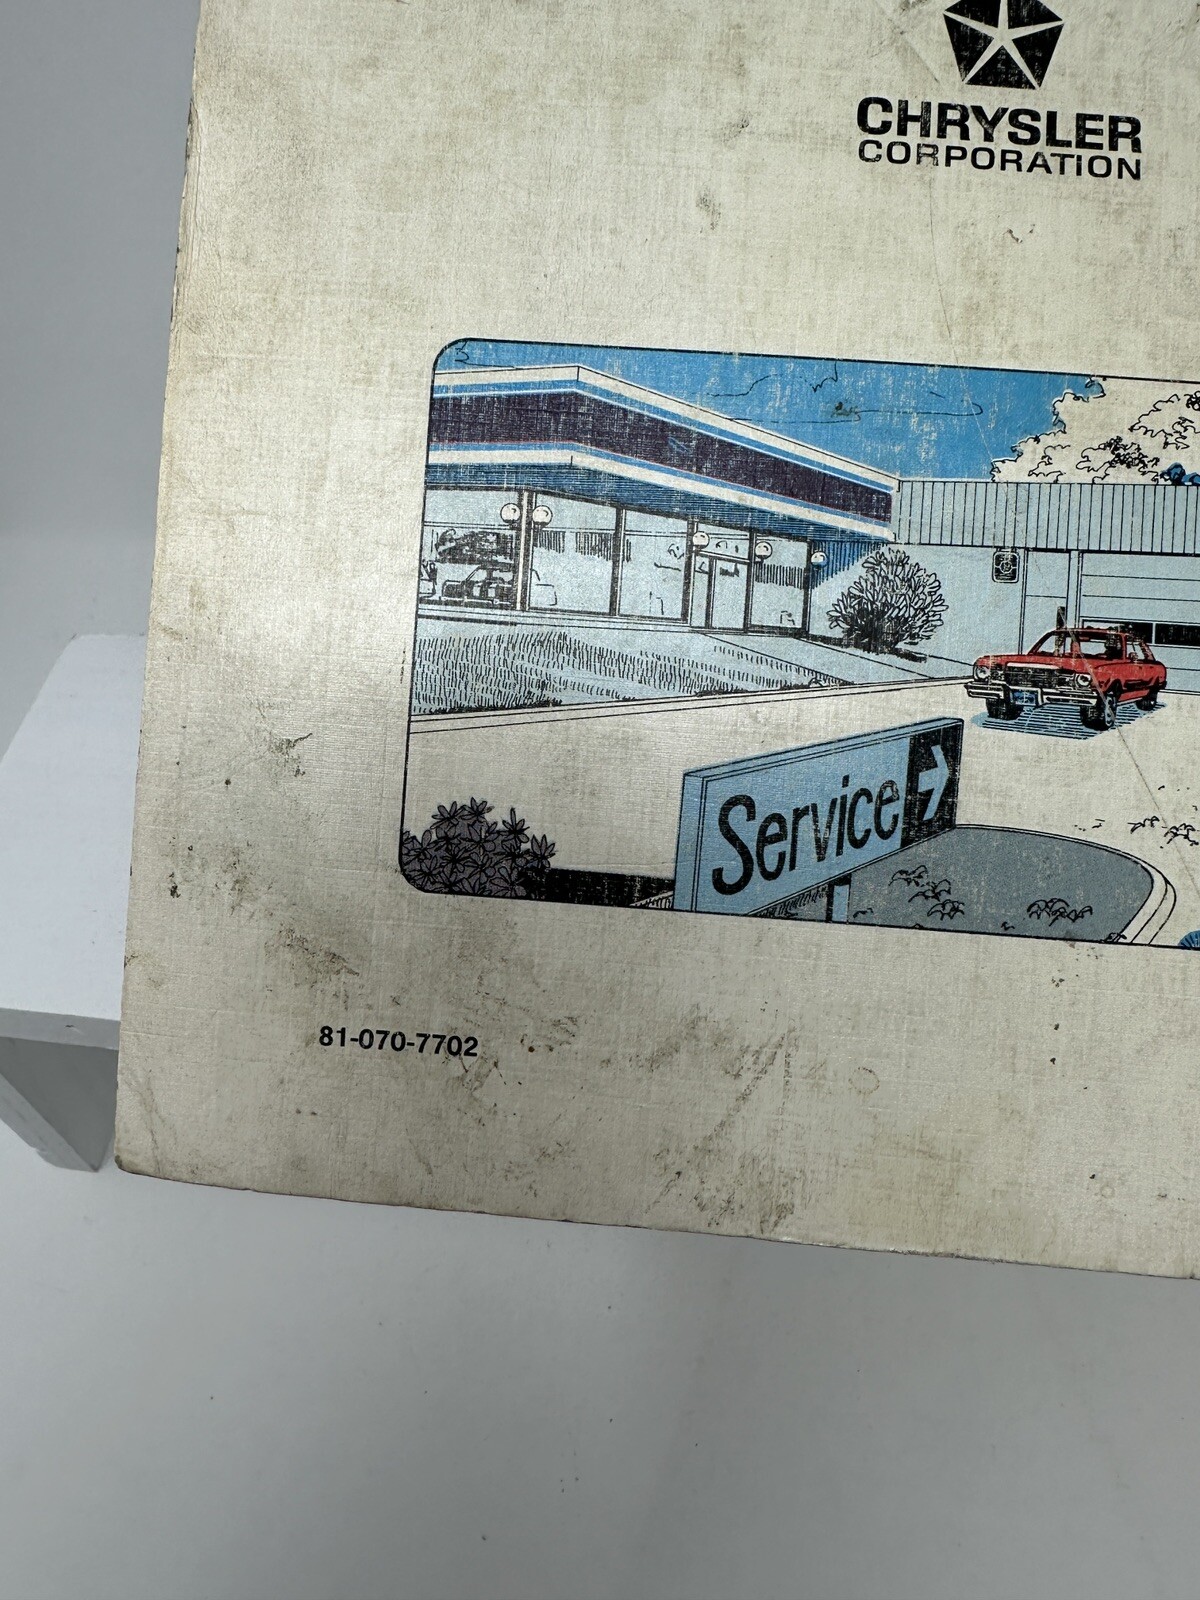 CHRYSLER
CORPORATION
Service
81-070-7702